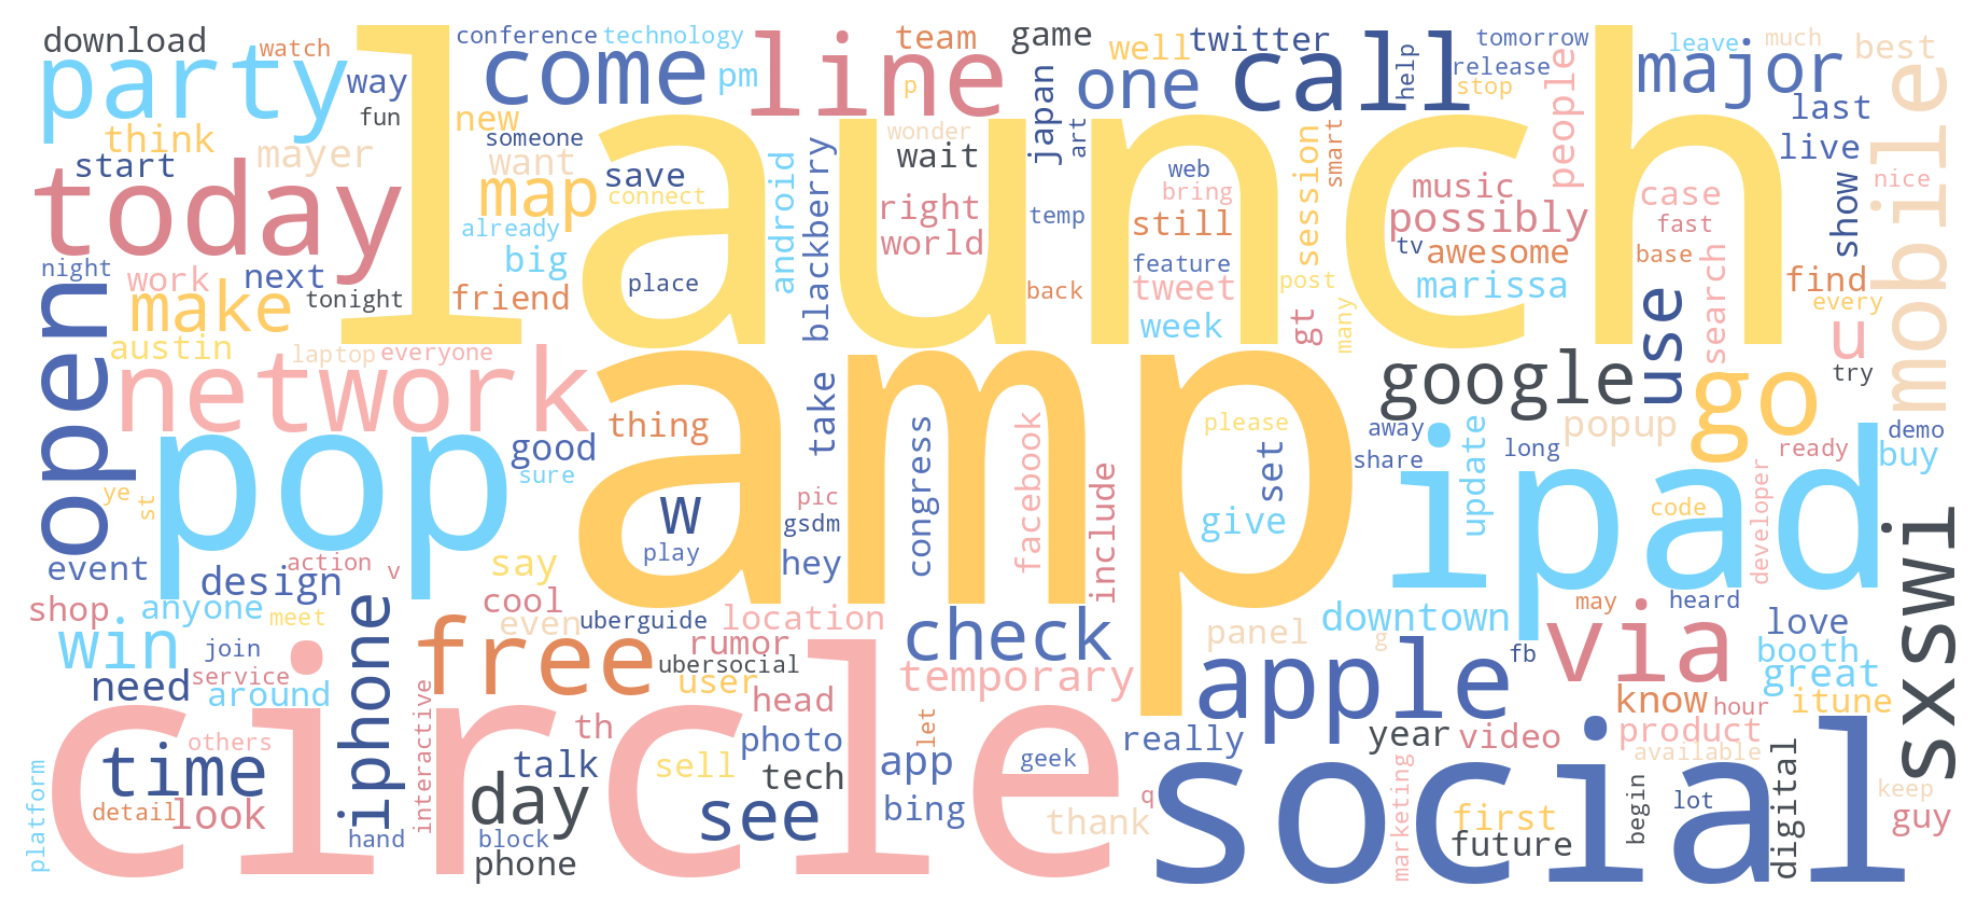 download
watch
conference
technology
team
game
well
twitter
tomorrow
leave
much
best
party
way
come
pm
line
p
one
call
help
release
stop
people
major
last
fun
new
someone
japan
art
launch
think
start
mayer
want
save
map
connect
already
big
android
blackberry
wonder
wait
right
world
temp
web
bring
still
session
smart
music
possibly
tv
awesome
marissa
case
fast
base
live
show
nice
mobile
today
night
work
next
tonight
make
friend
place
back
feature
tweet
week
post
gt
many
use
search
find
every
u
try
open
austin
laptop
everyone
network
amp
google
go
popup
thing
take
good
sure
pop
congress
facebook
include
please
set
give
away
share
long
update
ipad
code
developer
ready
demo
buy
ye
st
w
play
pic
gsdm
hey
sxswi
event
action
v
design
say
shop
anyone
meet
cool
even
uberguide
location
check
panel
downtown
may
heard
love
win
join
service
around
need
iphone
free
rumor
ubersocial
user
head
temporary
g
fb
apple
via
booth
great
know
hour
itune
others
interactive
th
photo
let
app
geek
really
year
video
product
available
circle
time
detail
look
platform
hand
day
talk
sell
tech
see
bing
block
phone
thank
q
social
marketing
first
future
begin
lot
digital
keep
guy